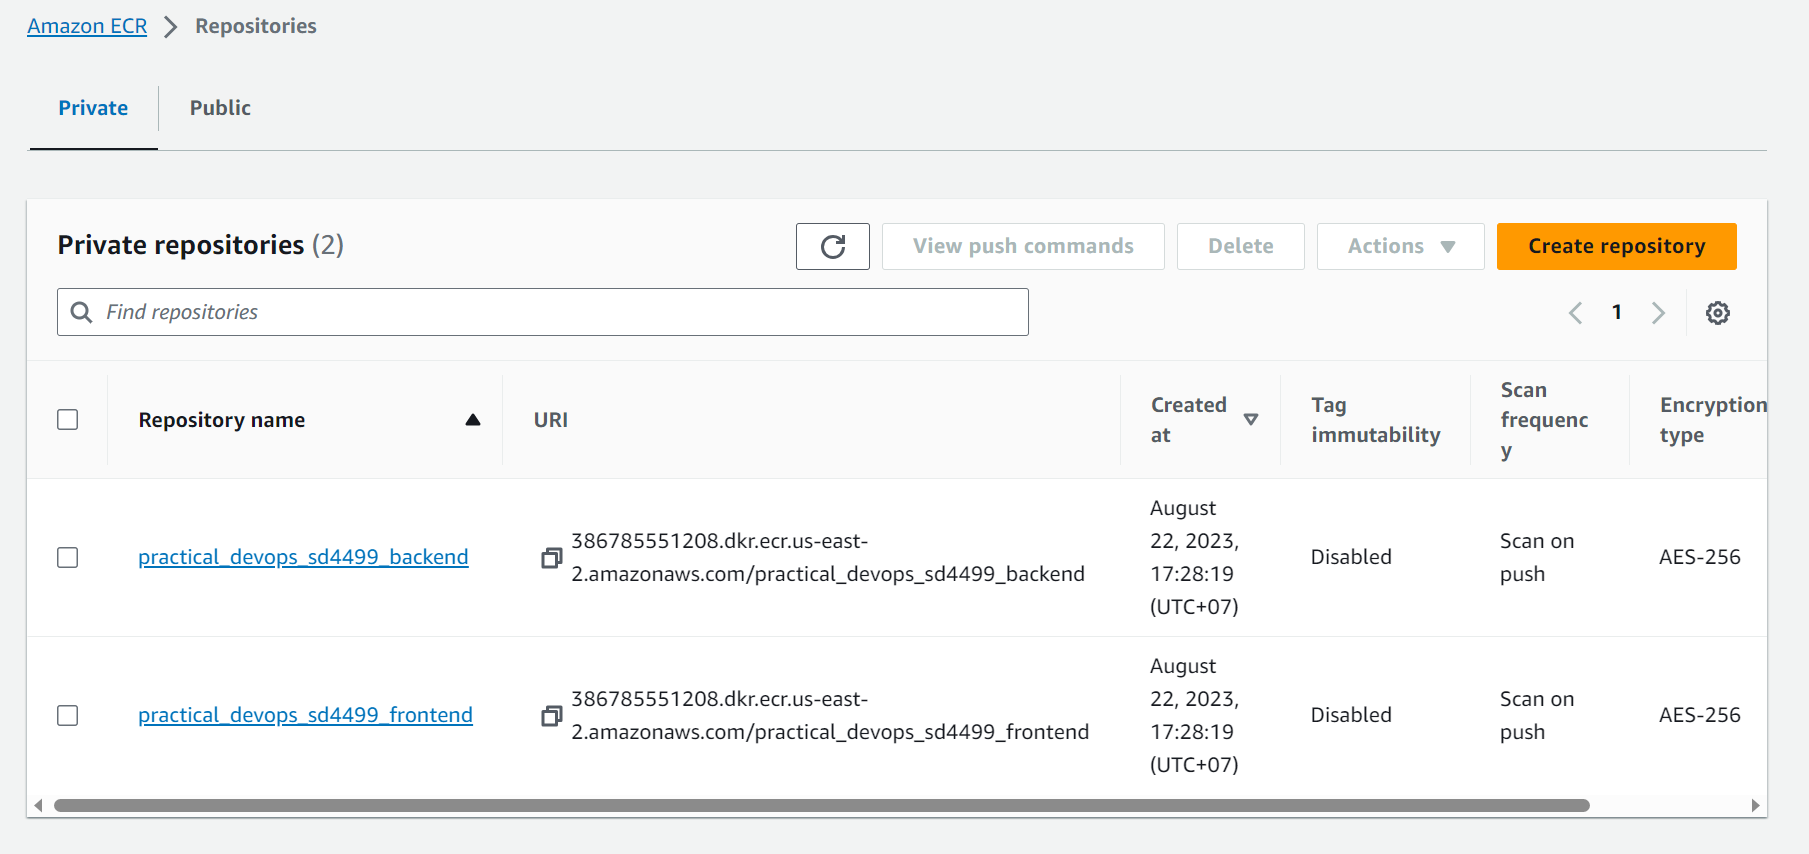 Amazon ECR > Repositories
Private
Public
Private repositories (2)
View push commands
Delete
Actions
Create repository
Find repositories
1
Repository name
URI
Created
at
Tag
immutability
Scan
frequenc
y
Encryption
type
practical_devops_sd4499_backend
386785551208.dkr.ecr.us-east-
2.amazonaws.com/practical_devops_sd4499_backend
August
22, 2023,
17:28:19
(UTC+07)
Disabled
Scan on
push
AES-256
practical_devops_sd4499_frontend
386785551208.dkr.ecr.us-east-
2.amazonaws.com/practical_devops_sd4499_frontend
August
22, 2023,
17:28:19
(UTC+07)
Disabled
Scan on
push
AES-256